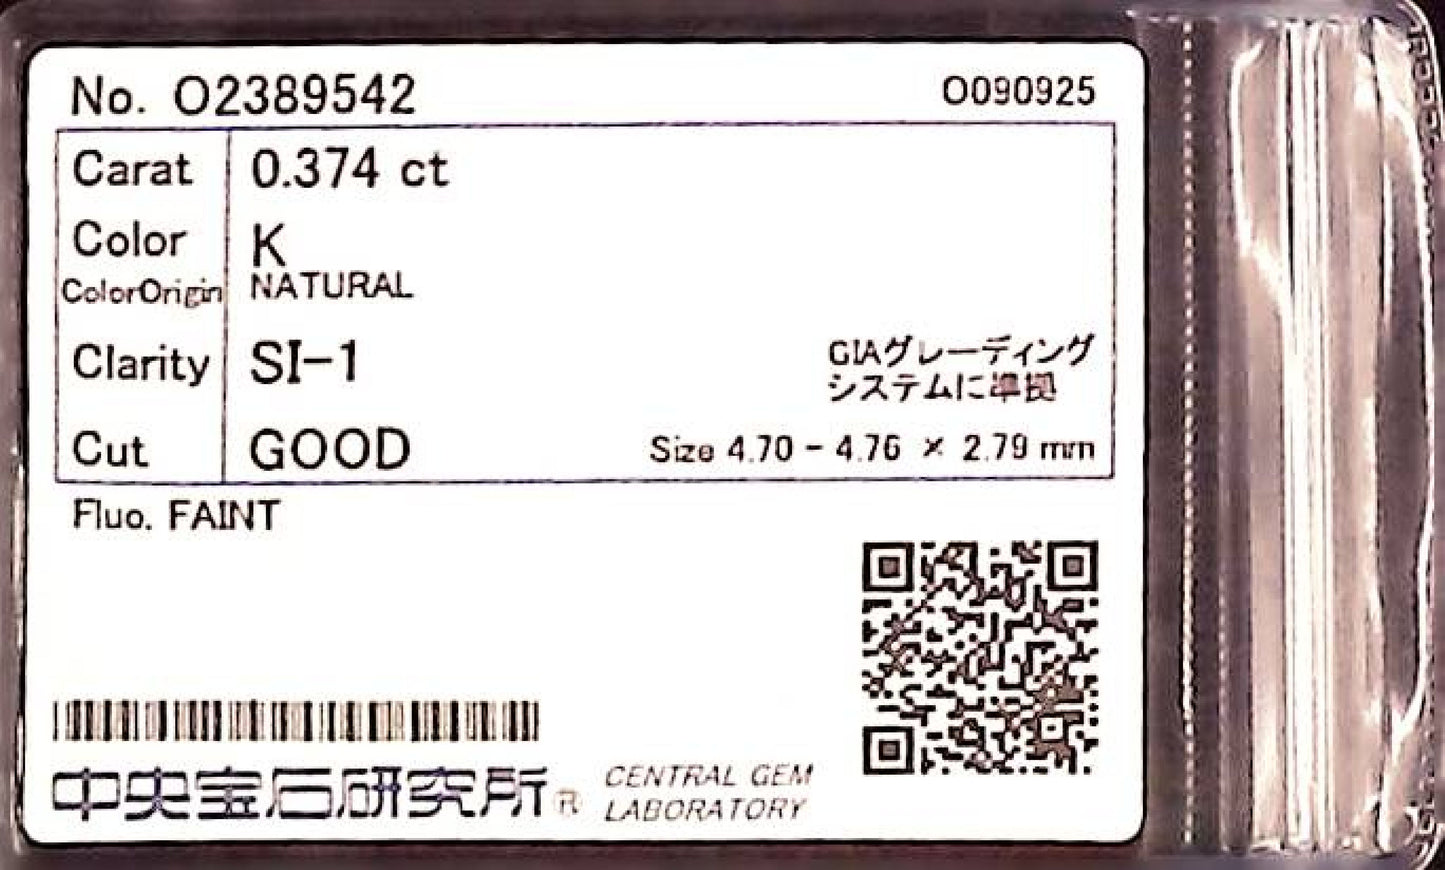 No. O2389542
O090925
Carat 0.374 ct
Color K
ColorOrigin NATURAL
Clarity SI-1
GIAグレーディング
システムに準拠
Cut GOOD
Size 4.70 - 4.76 × 2.79 mm
Fluo. FAINT
中央宝石研究所®
CENTRAL GEM
LABORATORY